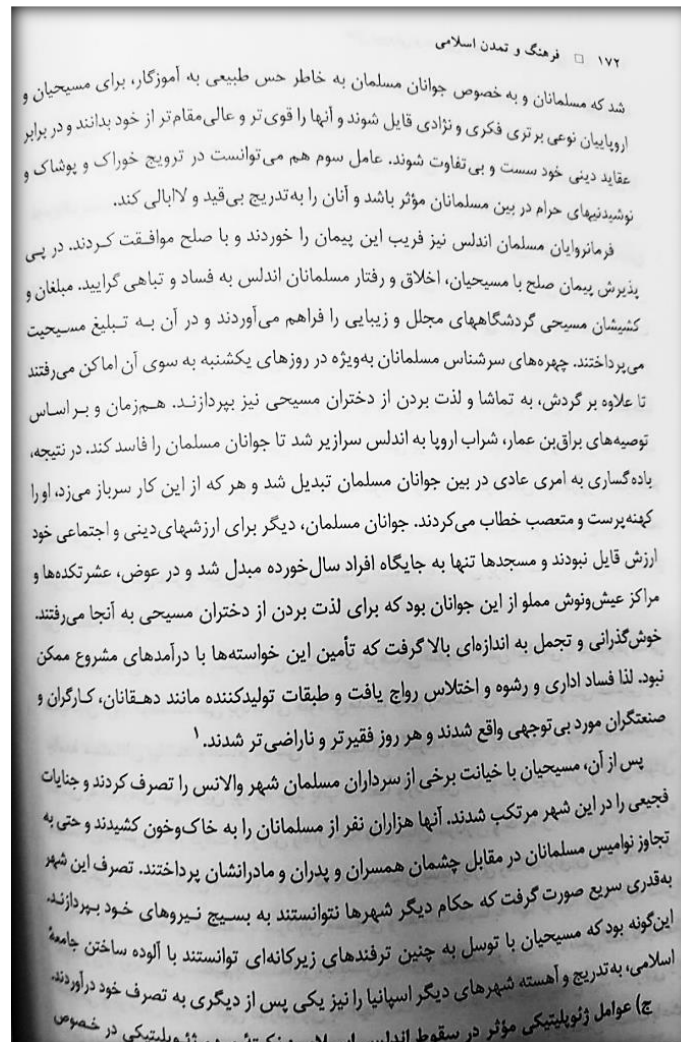 ۱۷۲ □ فرهنگ و تمدن اسلامی
شد که مسلمانان و به خصوص جوانان مسلمان به خاطر حس طبیعی به آموزگار، برای مسیحیان و
اروپاییان نوعی برتری فکری و نژادی قایل شوند و آنها را قوی‌تر و عالی‌مقام‌تر از خود بدانند و در برابر
عقاید دینی خود سست و بی‌تفاوت شوند. عامل سوم هم می‌توانست در ترویج خوراک و پوشاک و
نوشیدنیهای حرام در بین مسلمانان مؤثر باشد و آنان را به‌تدریج بی‌قید و لاابالی کند.
فرمانروایان مسلمان اندلس نیز فریب این پیمان را خوردند و با صلح موافـقت کـردند. در پـی
پذیرش پیمان صلح با مسیحیان، اخلاق و رفتار مسلمانان اندلس به فساد و تباهی گرایید. مبلغان و
کشیشان مسیحی گردشگاههای مجلل و زیبایی را فراهم می‌آوردند و در آن بـه تـبلیغ مسـیحیت
می‌پرداختند. چهره‌های سرشناس مسلمانان به‌ویژه در روزهای یکشنبه به سوی آن اماکن می‌رفتند
تا علاوه بر گردش، به تماشا و لذت بردن از دختران مسیحی نیز بپردازنـد. هـم‌زمان و بـر اسـاس
توصیه‌های براق‌بن عمار، شراب اروپا به اندلس سرازیر شد تا جوانان مسلمان را فاسد کند. در نتیجه،
باده گساری به امری عادی در بین جوانان مسلمان تبدیل شد و هر که از این کار سرباز می‌زد، او را
کهنه‌پرست و متعصب خطاب می‌کردند. جوانان مسلمان، دیگر برای ارزشهای دینی و اجتماعی خود
ارزش قایل نبودند و مسجدها تنها به جایگاه افراد سال‌خورده مبدل شد و در عوض، عشرتکده‌ها و
مراکز عیش‌ونوش مملو از این جوانان بود که برای لذت بردن از دختران مسیحی به آنجا می‌رفتند.
خوش‌گذرانی و تجمل به اندازه‌ای بالا گرفت که تأمین این خواسته‌ها با درآمدهای مشروع ممکن
نبود. لذا فساد اداری و رشوه و اختلاس رواج یافت و طبقات تولیدکننده مانند دهـقانان، کـارگران و
صنعتگران مورد بی‌توجهی واقع شدند و هر روز فقیرتر و ناراضی‌تر شدند.۱
پس از آن، مسیحیان با خیانت برخی از سرداران مسلمان شهر والانس را تصرف کردند و جنایات
فجیعی را در این شهر مرتکب شدند. آنها هزاران نفر از مسلمانان را به خاک‌وخون کشیدند و حتی به
تجاوز نوامیس مسلمانان در مقابل چشمان همسران و پدران و مادرانشان پرداختند. تصرف این شهر
به‌قدری سریع صورت گرفت که حکام دیگر شهرها نتوانستند به بسـیج نـیروهای خـود بـپردازنـد.
این‌گونه بود که مسیحیان با توسل به چنین ترفندهای زیرکانه‌ای توانستند با آلوده ساختن جامعهٔ
اسلامی، به‌تدریج و آهسته شهرهای دیگر اسپانیا را نیز یکی پس از دیگری به تصرف خود درآوردند.
ج) عوامل ژئوپلیتیکی مؤثر در سقوط اندلس ژئوپلیتیکی در خـصوص